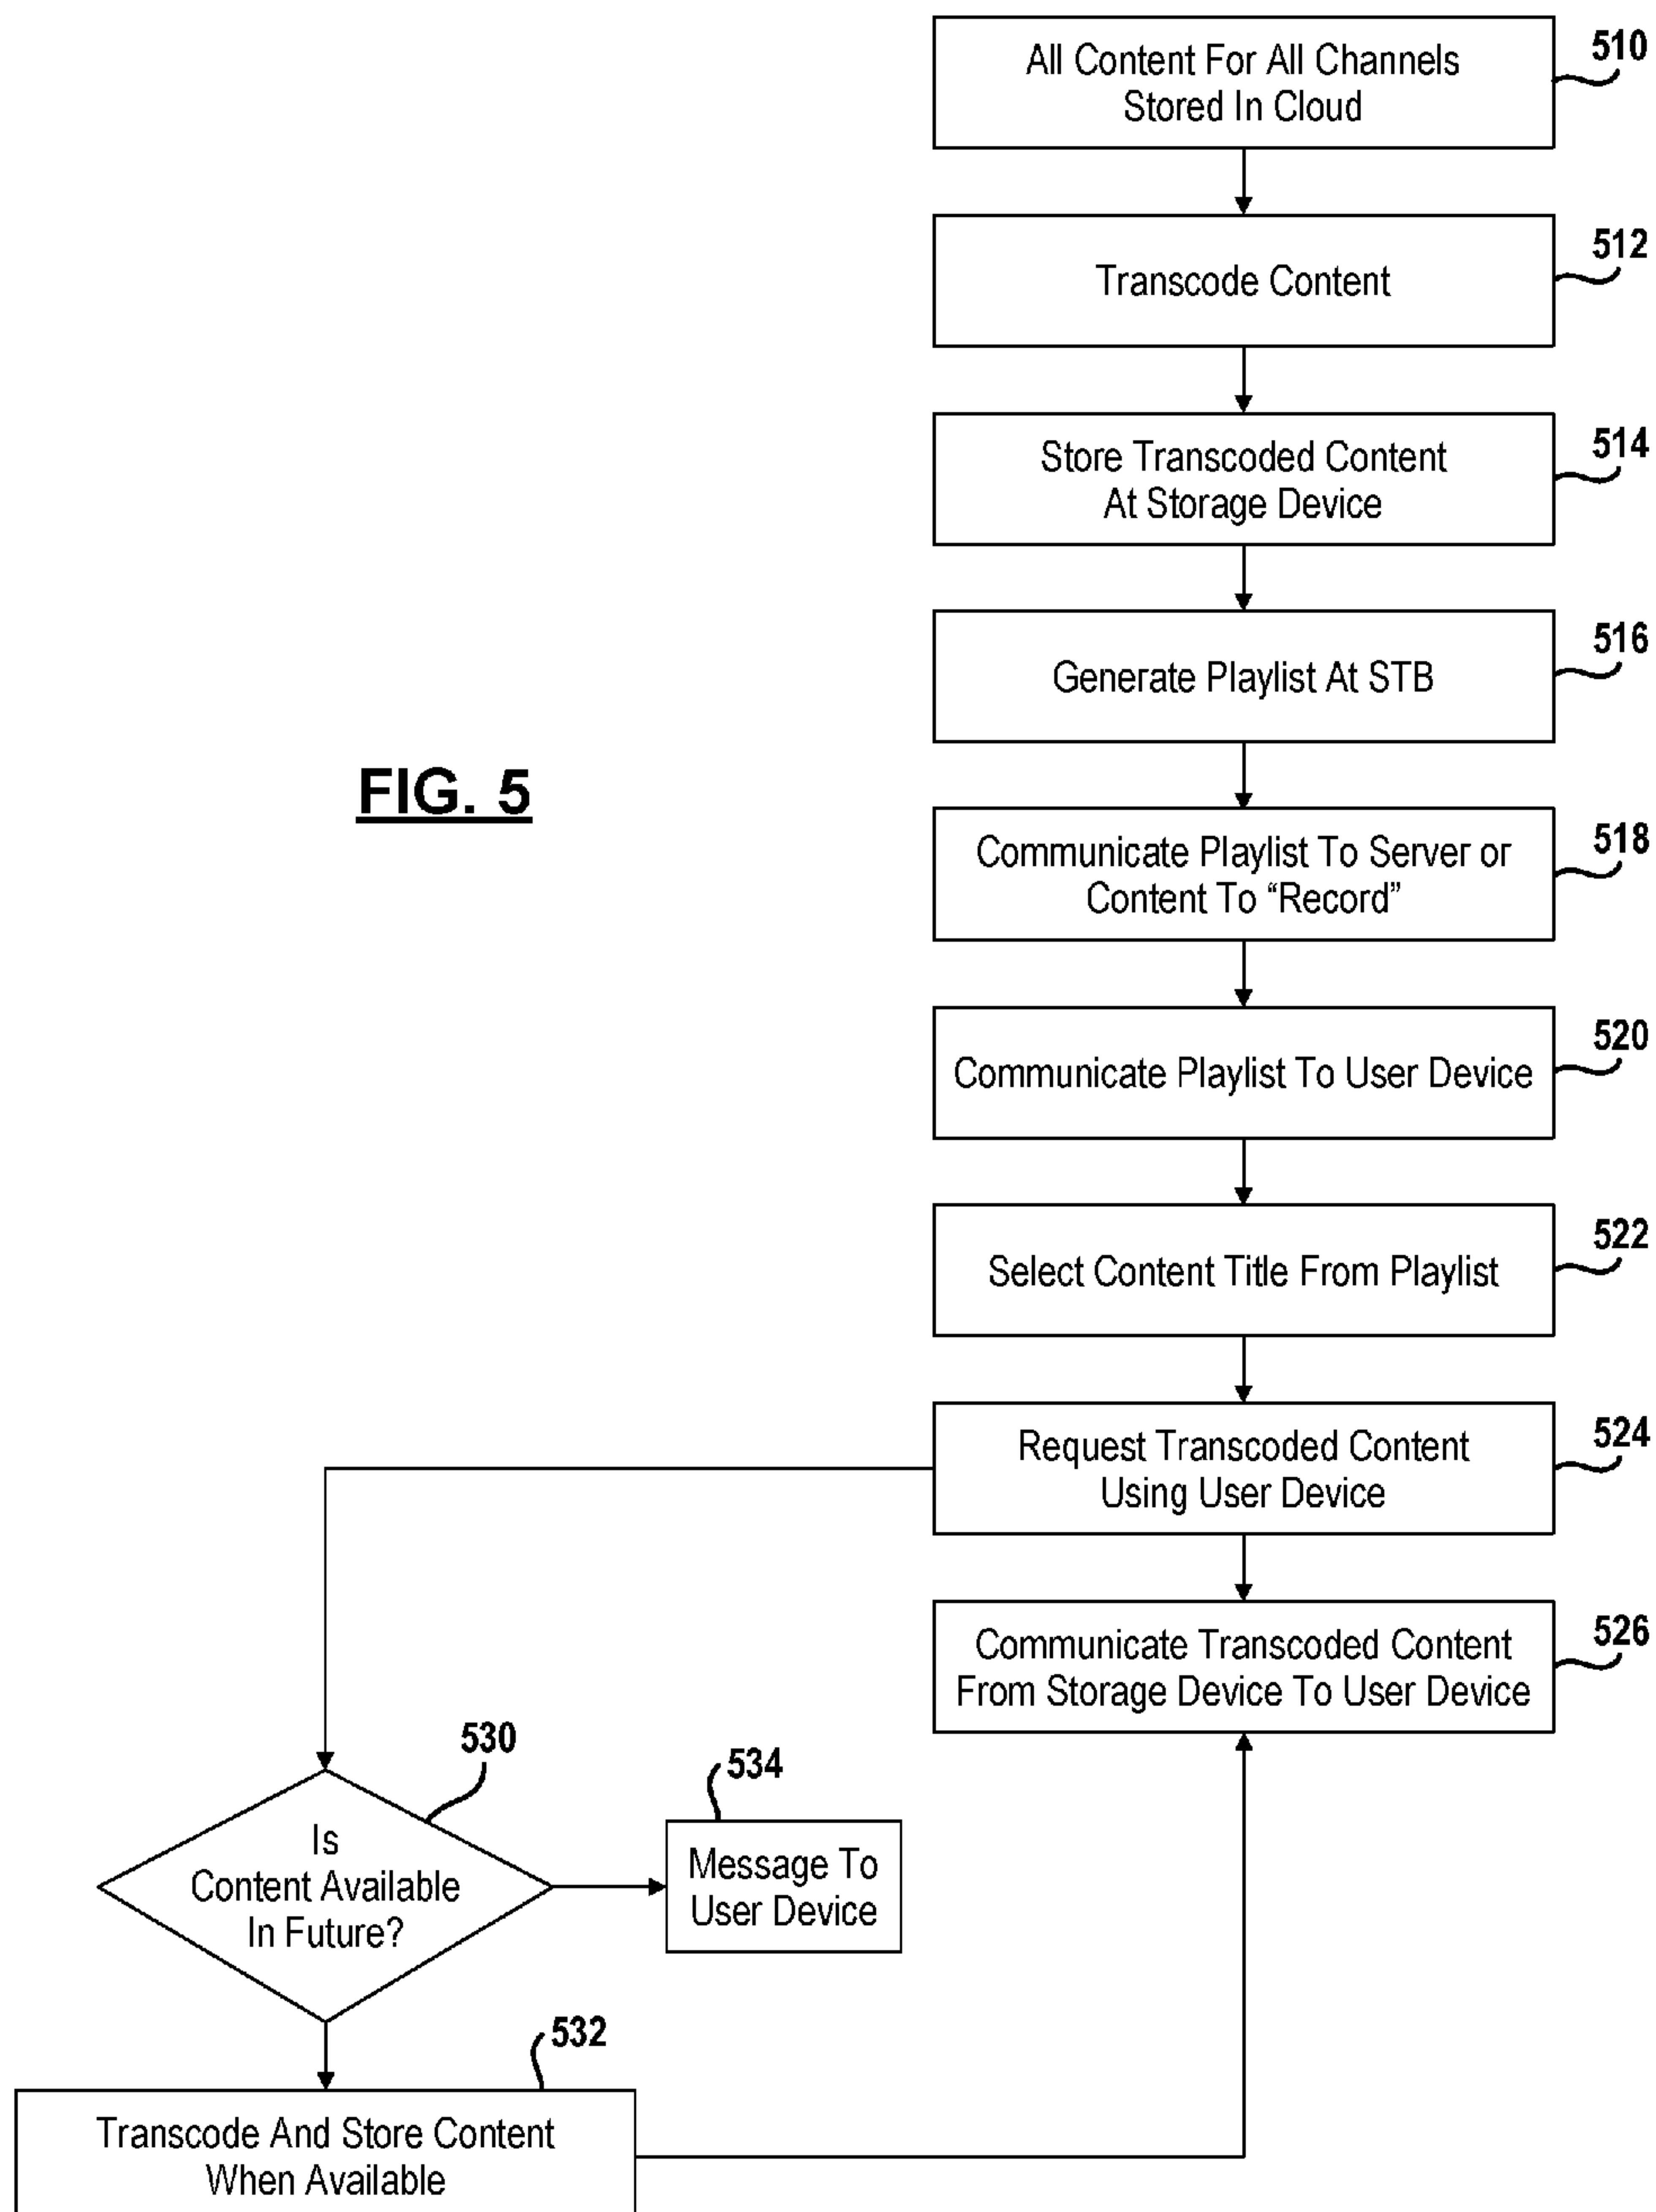 All Content For All Channels
Stored In Cloud
510
Transcode Content
512
Store Transcoded Content
At Storage Device
514
Generate Playlist At STB
516
FIG. 5
Communicate Playlist To Server or
Content To “Record”
518
Communicate Playlist To User Device
520
Select Content Title From Playlist
522
Request Transcoded Content
Using User Device
524
Communicate Transcoded Content
From Storage Device To User Device
526
530
Is
Content Available
In Future?
534
Message To
User Device
532
Transcode And Store Content
When Available